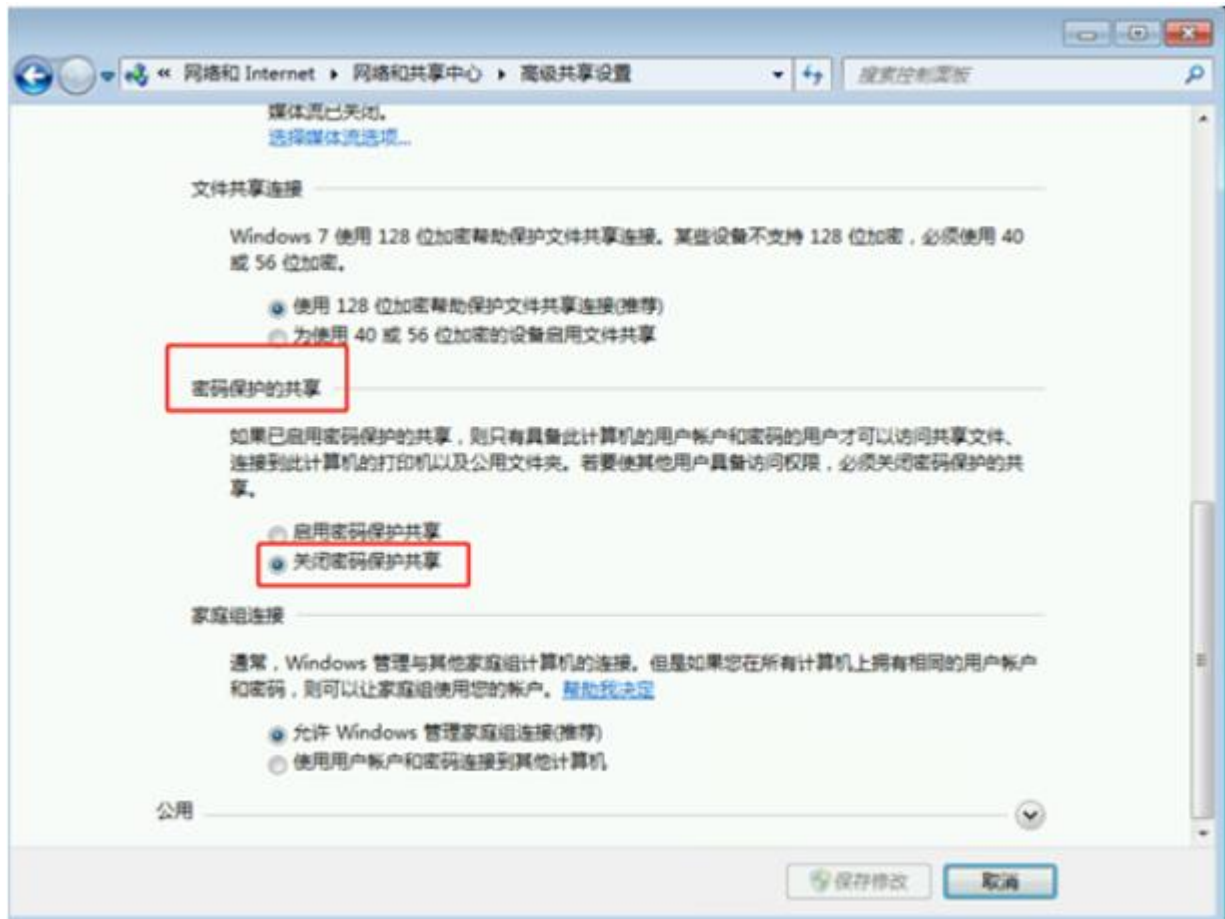 « 网络和 Internet ▸ 网络和共享中心 ▸ 高级共享设置
搜索控制面板
媒体流已关闭。
选择媒体流选项...
文件共享连接
Windows 7 使用 128 位加密帮助保护文件共享连接。某些设备不支持 128 位加密，必须使用 40
或 56 位加密。
使用 128 位加密帮助保护文件共享连接(推荐)
为使用 40 或 56 位加密的设备启用文件共享
密码保护的共享
如果已启用密码保护的共享，则只有具备此计算机的用户帐户和密码的用户才可以访问共享文件、
连接到此计算机的打印机以及公用文件夹。若要使其他用户具备访问权限，必须关闭密码保护的共
享。
启用密码保护共享
关闭密码保护共享
家庭组连接
通常，Windows 管理与其他家庭组计算机的连接。但是如果您在所有计算机上拥有相同的用户帐户
和密码，则可以让家庭组使用您的帐户。帮助我决定
允许 Windows 管理家庭组连接(推荐)
使用用户帐户和密码连接到其他计算机
公用
保存修改
取消